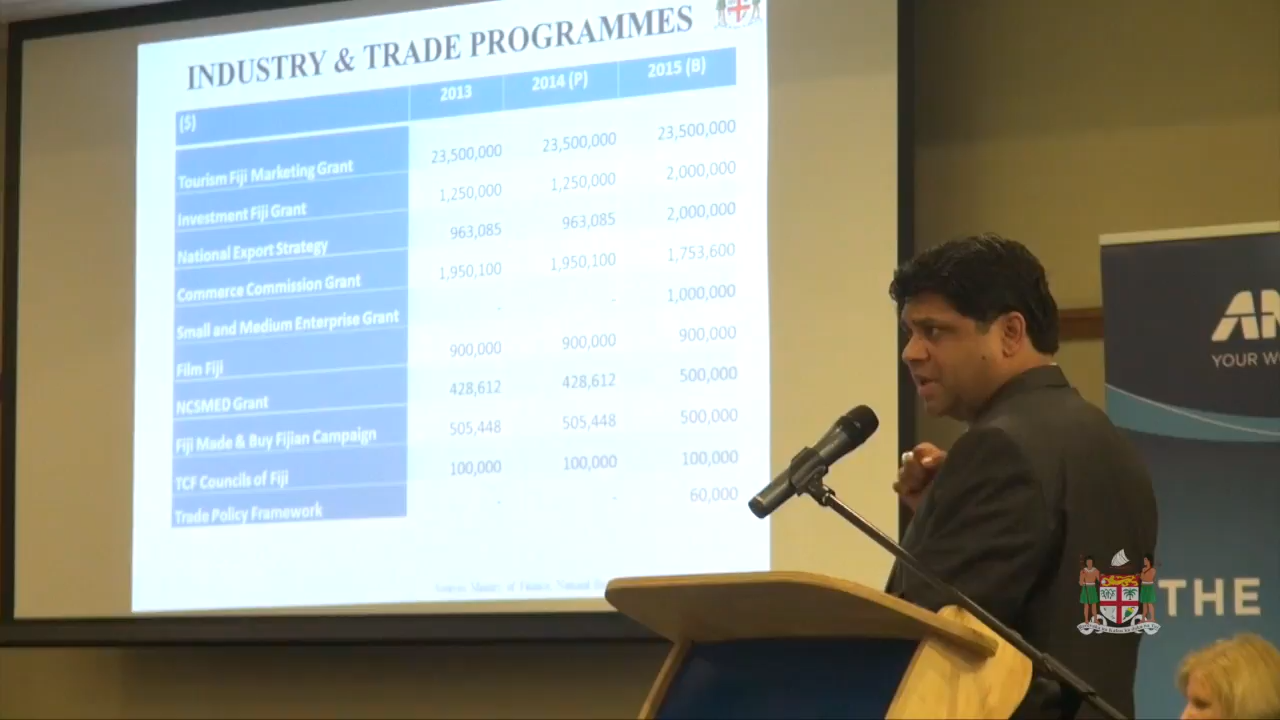 INDUSTRY & TRADE PROGRAMMES
($) 2013 2014 (P) 2015 (B)
Tourism Fiji Marketing Grant 23,500,000 23,500,000 23,500,000
Investment Fiji Grant 1,250,000 1,250,000 2,000,000
National Export Strategy 963,085 963,085 2,000,000
Commerce Commission Grant 1,950,100 1,950,100 1,753,600
Small and Medium Enterprise Grant - - 1,000,000
Film Fiji 900,000 900,000 900,000
NCSMED Grant 428,612 428,612 500,000
Fiji Made & Buy Fijian Campaign 505,448 505,448 500,000
TCF Councils of Fiji 100,000 100,000 100,000
Trade Policy Framework - - 60,000
YOUR
THE